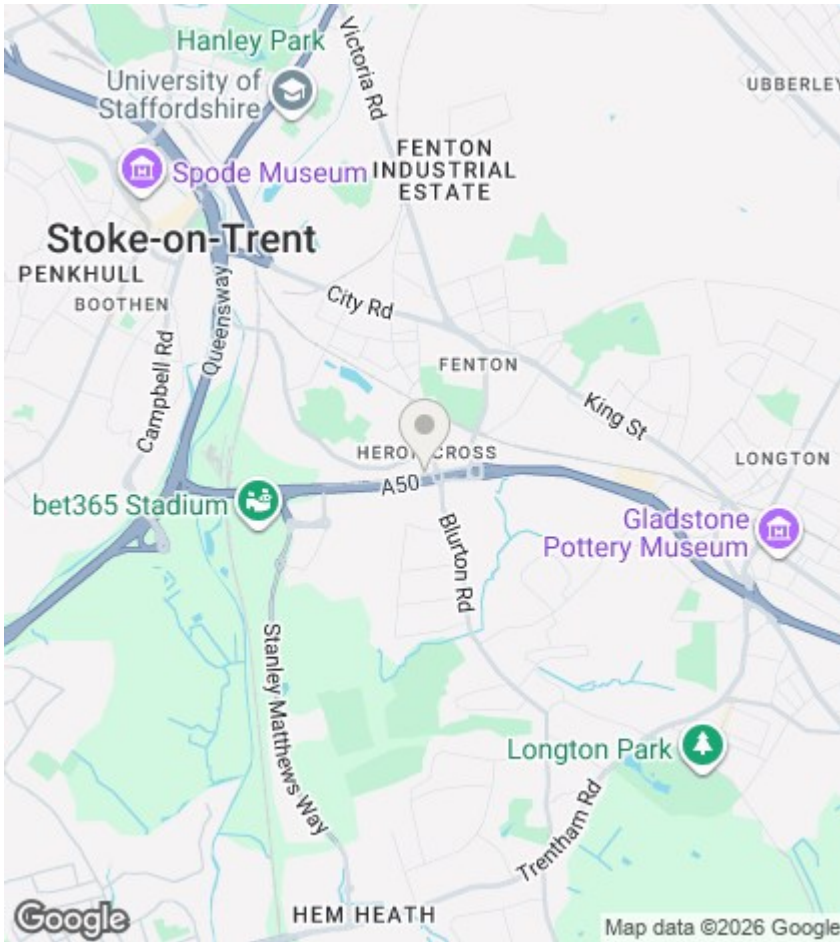 Hanley Park
University of
Staffordshire
Victoria Rd
UBBERLEY
FENTON
INDUSTRIAL
ESTATE
Spode Museum
Stoke-on-Trent
PENKHULL
BOOTHEN
Queensway
City Rd
Campbell Rd
FENTON
King St
HERON CROSS
LONGTON
A50
bet365 Stadium
Gladstone
Pottery Museum
Blurton Rd
Stanley Matthews Way
Longton Park
Trentham Rd
HEM HEATH
Google
Map data ©2026 Google